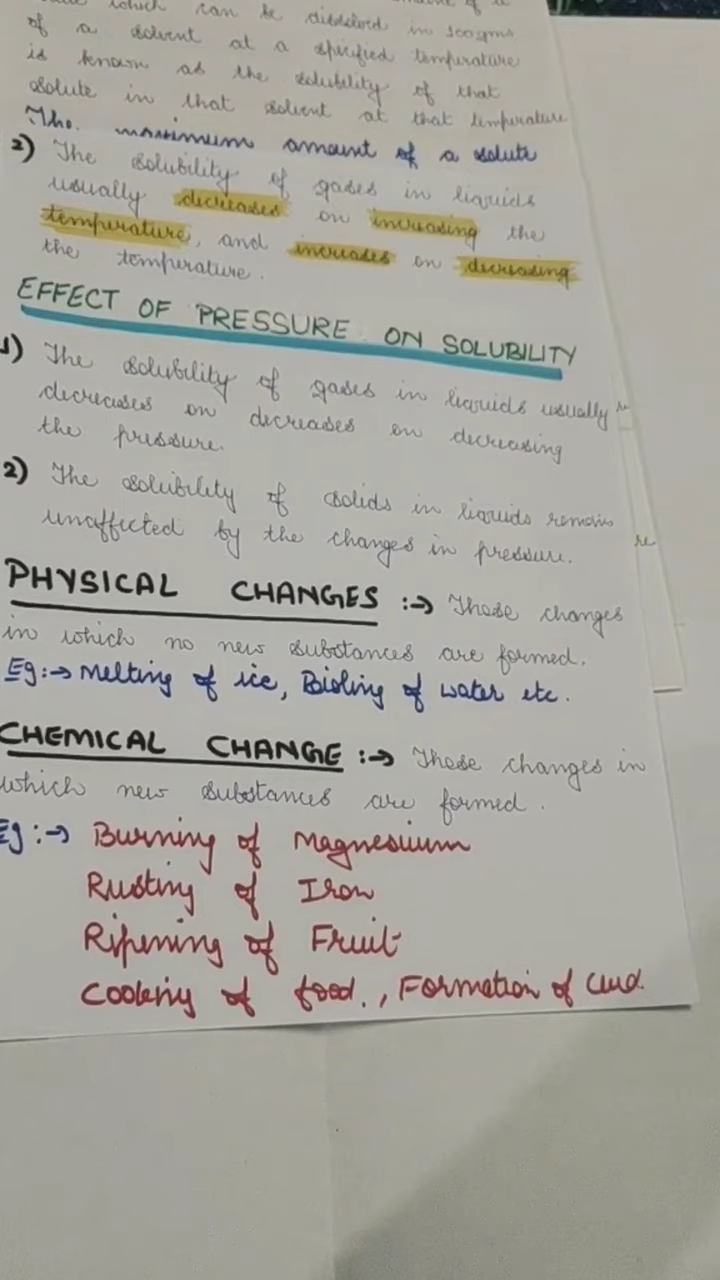 which can be dissolved in 100gms
of a solvent at a specified temperature
is known as the solubility of that
solute in that solvent at that temperature
The maximum amount of a solute
2) The solubility of gases in liquids
usually decreases on increasing the
temperature, and increases on decreasing
the temperature.
EFFECT OF PRESSURE ON SOLUBILITY
1) The solubility of gases in liquids usually
decreases on decreases on decreasing
the pressure.
2) The solubility of solids in liquids remains
unaffected by the changes in pressure.
re
PHYSICAL CHANGES :→ Those changes
in which no new substances are formed.
Eg:→ Melting of ice, Bioling of water etc.
CHEMICAL CHANGE :→ These changes in
which new substances are formed.
Eg:→ Burning of Magnesium
Rusting of Iron
Ripening of Fruit
Cooking of food., Formation of Curd.